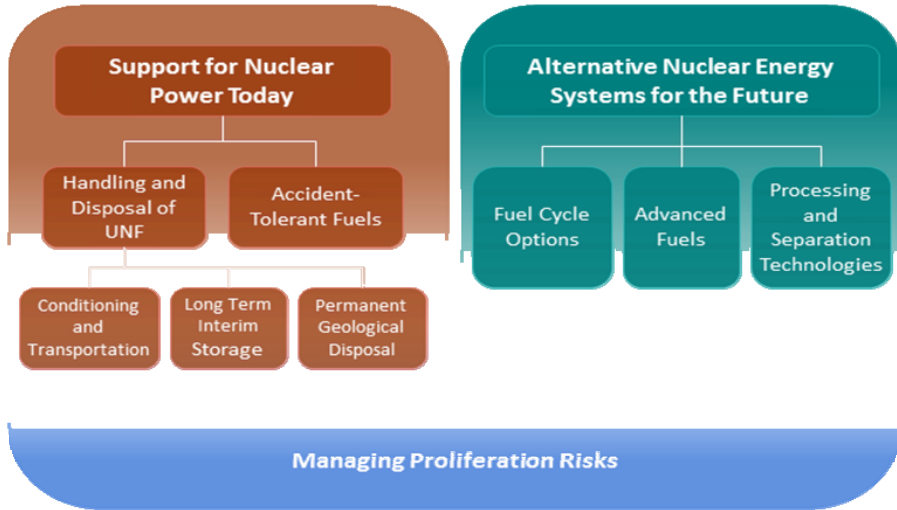 Support for Nuclear
Power Today
Handling and
Disposal of
UNF
Accident-
Tolerant Fuels
Conditioning
and
Transportation
Long Term
Interim
Storage
Permanent
Geological
Disposal
Alternative Nuclear Energy
Systems for the Future
Fuel Cycle
Options
Advanced
Fuels
Processing
and
Separation
Technologies
Managing Proliferation Risks